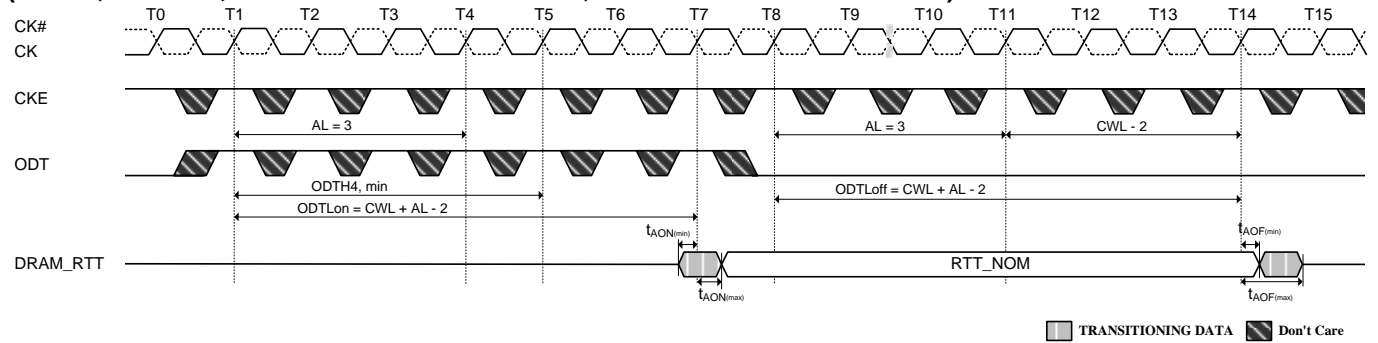 T0 T1 T2 T3 T4 T5 T6 T7 T8 T9 T10 T11 T12 T13 T14 T15
CK#
CK
CKE
AL = 3 AL = 3 CWL - 2
ODT
ODTH4, min ODTLoff = CWL + AL - 2
ODTLon = CWL + AL - 2
tAON(min) tAOF(min)
DRAM_RTT RTT_NOM
tAON(max) tAOF(max)
TRANSITIONING DATA Don't Care